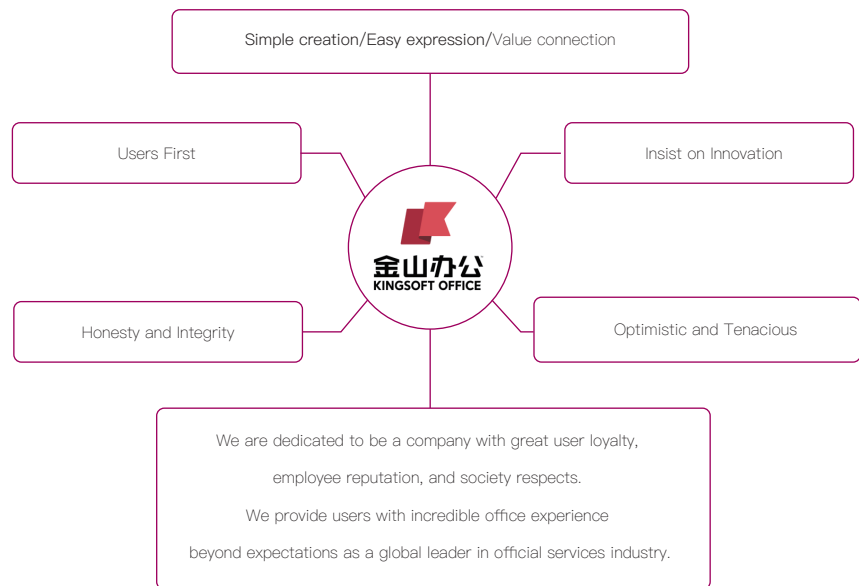 Simple creation/Easy expression/Value connection
Users First
Insist on Innovation
金山办公
KINGSOFT OFFICE
Honesty and Integrity
Optimistic and Tenacious
We are dedicated to be a company with great user loyalty,
employee reputation, and society respects.
We provide users with incredible office experience
beyond expectations as a global leader in official services industry.